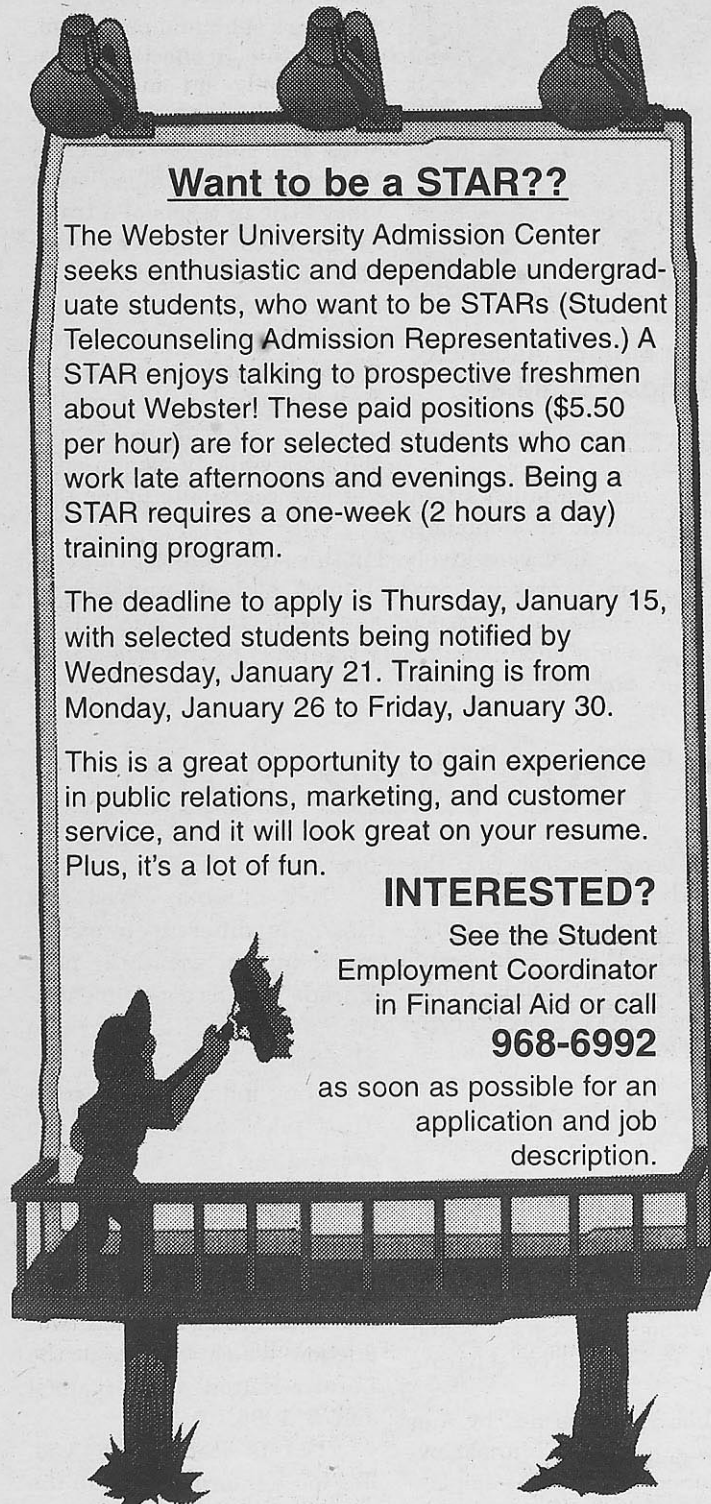 Want to be a STAR??
The Webster University Admission Center
seeks enthusiastic and dependable undergrad-
uate students, who want to be STARs (Student
Telecounseling Admission Representatives.) A
STAR enjoys talking to prospective freshmen
about Webster! These paid positions ($5.50
per hour) are for selected students who can
work late afternoons and evenings. Being a
STAR requires a one-week (2 hours a day)
training program.
The deadline to apply is Thursday, January 15,
with selected students being notified by
Wednesday, January 21. Training is from
Monday, January 26 to Friday, January 30.
This is a great opportunity to gain experience
in public relations, marketing, and customer
service, and it will look great on your resume.
Plus, it's a lot of fun.
INTERESTED?
See the Student
Employment Coordinator
in Financial Aid or call
968-6992
as soon as possible for an
application and job
description.